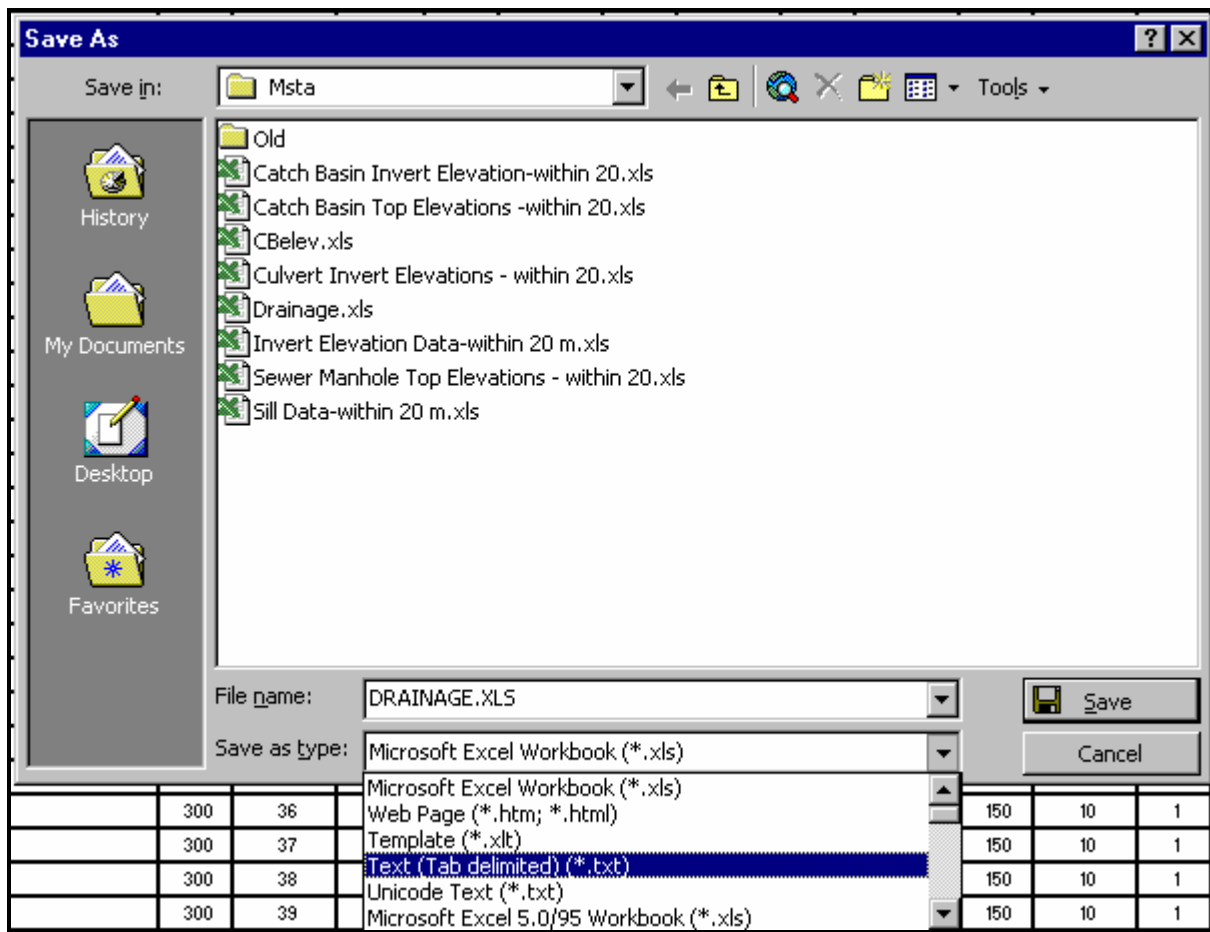 Save As
Save in: Msta Tools
Old
Catch Basin Invert Elevation-within 20.xls
Catch Basin Top Elevations -within 20.xls
CBelev.xls
Culvert Invert Elevations - within 20.xls
Drainage.xls
Invert Elevation Data-within 20 m.xls
Sewer Manhole Top Elevations - within 20.xls
Sill Data-within 20 m.xls
History
My Documents
Desktop
Favorites
File name: DRAINAGE.XLS Save
Save as type: Microsoft Excel Workbook (*.xls) Cancel
Microsoft Excel Workbook (*.xls)
Web Page (*.htm; *.html)
Template (*.xlt)
Text (Tab delimited) (*.txt)
Unicode Text (*.txt)
Microsoft Excel 5.0/95 Workbook (*.xls)
300 36 150 10 1
300 37 150 10 1
300 38 150 10 1
300 39 150 10 1